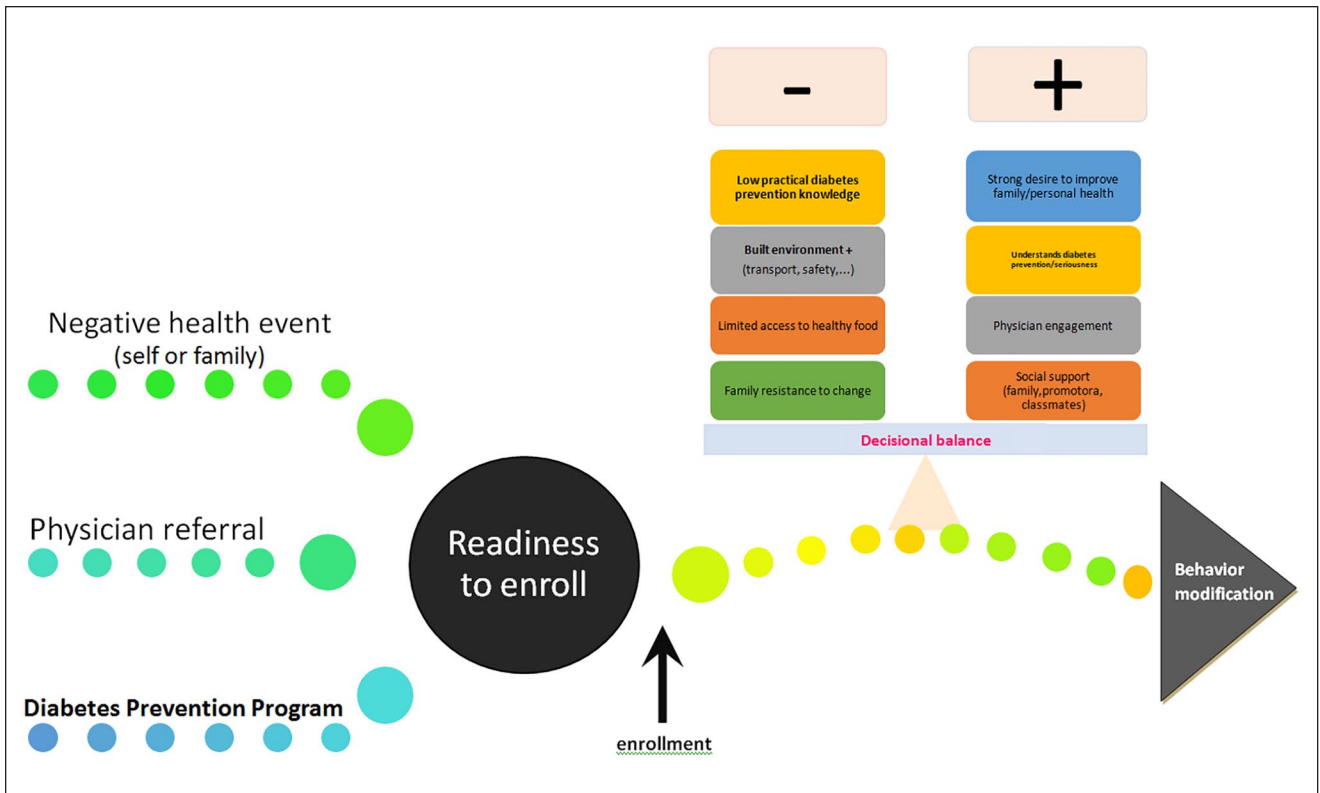 -
+
Low practical diabetes
prevention knowledge
Strong desire to improve
family/personal health
Built environment +
(transport, safety,...)
Understands diabetes
prevention/seriousness
Limited access to healthy food
Physician engagement
Family resistance to change
Social support
(family,promotora,
classmates)
Decisional balance
Negative health event
(self or family)
Physician referral
Diabetes Prevention Program
Readiness
to enroll
enrollment
Behavior
modification